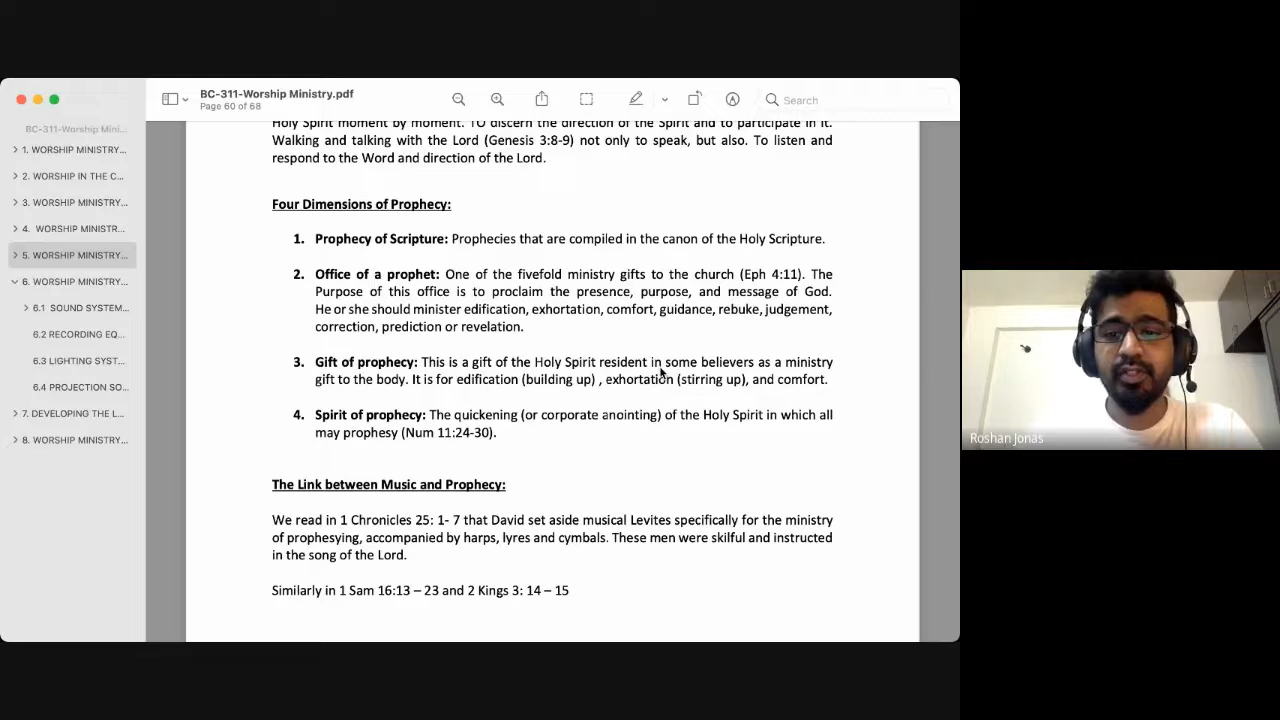 BC-311-Worship Ministry.pdf
Page 60 of 68
Search
BC-311-Worship Mini...
1. WORSHIP MINISTRY...
2. WORSHIP IN THE C...
3. WORSHIP MINISTRY...
4. WORSHIP MINISTR...
5. WORSHIP MINISTRY...
6. WORSHIP MINISTRY...
6.1 SOUND SYSTEM...
6.2 RECORDING EQ...
6.3 LIGHTING SYST...
6.4 PROJECTION SO...
7. DEVELOPING THE L...
8. WORSHIP MINISTRY...
Holy Spirit moment by moment. TO discern the direction of the Spirit and to participate in it.
Walking and talking with the Lord (Genesis 3:8-9) not only to speak, but also. To listen and
respond to the Word and direction of the Lord.
Four Dimensions of Prophecy:
1. Prophecy of Scripture: Prophecies that are compiled in the canon of the Holy Scripture.
2. Office of a prophet: One of the fivefold ministry gifts to the church (Eph 4:11). The
Purpose of this office is to proclaim the presence, purpose, and message of God.
He or she should minister edification, exhortation, comfort, guidance, rebuke, judgement,
correction, prediction or revelation.
3. Gift of prophecy: This is a gift of the Holy Spirit resident in some believers as a ministry
gift to the body. It is for edification (building up) , exhortation (stirring up), and comfort.
4. Spirit of prophecy: The quickening (or corporate anointing) of the Holy Spirit in which all
may prophesy (Num 11:24-30).
The Link between Music and Prophecy:
We read in 1 Chronicles 25: 1- 7 that David set aside musical Levites specifically for the ministry
of prophesying, accompanied by harps, lyres and cymbals. These men were skilful and instructed
in the song of the Lord.
Similarly in 1 Sam 16:13 – 23 and 2 Kings 3: 14 – 15
Roshan Jonas